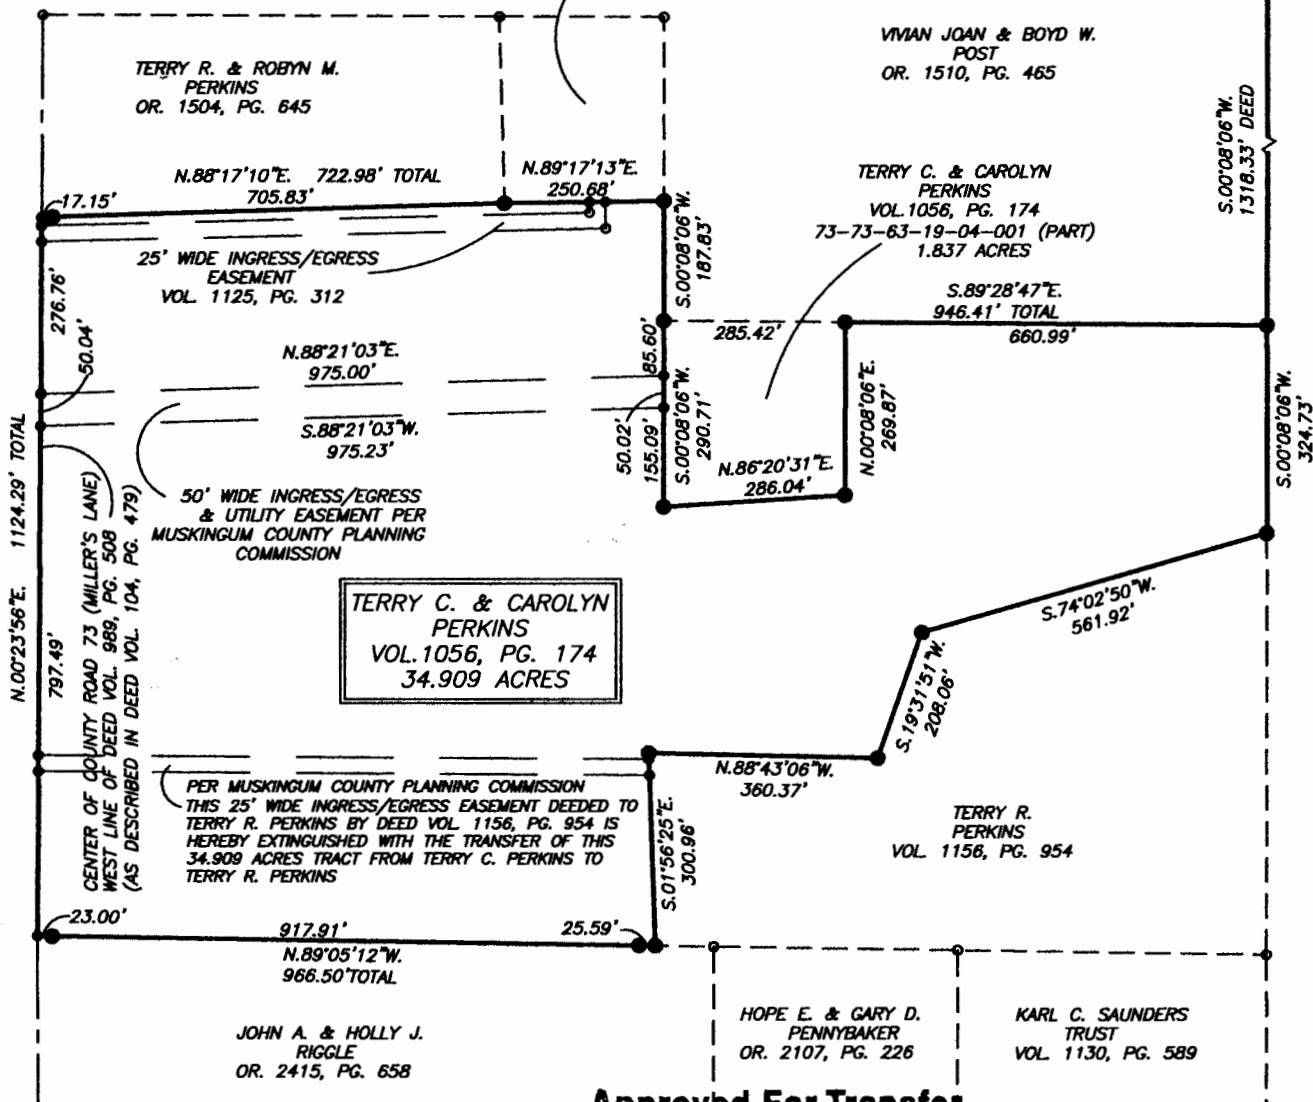 VIVIAN JOAN & BOYD W.
POST
OR. 1510, PG. 465
TERRY R. & ROBYN M.
PERKINS
OR. 1504, PG. 645
S.00°08'06"W.
1318.33' DEED
N.88°17'10"E. 722.98' TOTAL
705.83'
17.15'
N.89°17'13"E.
250.68'
S.00°08'06"W.
187.83'
TERRY C. & CAROLYN
PERKINS
VOL.1056, PG. 174
73-73-63-19-04-001 (PART)
1.837 ACRES
25' WIDE INGRESS/EGRESS
EASEMENT
VOL. 1125, PG. 312
S.89°28'47"E.
946.41' TOTAL
660.99'
285.42'
276.76'
50.04'
N.88°21'03"E.
975.00'
S.88°21'03"W.
975.23'
85.60'
50.02'
155.09'
S.00°08'06"W.
290.71'
N.00°08'06"E.
269.87'
N.86°20'31"E.
286.04'
S.00°08'06"W.
324.73'
50' WIDE INGRESS/EGRESS
& UTILITY EASEMENT PER
MUSKINGUM COUNTY PLANNING
COMMISSION
N.00°23'56"E. 1124.29' TOTAL
797.49'
CENTER OF COUNTY ROAD 73 (MILLER'S LANE)
WEST LINE OF DEED VOL. 989, PG. 508
(AS DESCRIBED IN DEED VOL. 104, PG. 479)
TERRY C. & CAROLYN
PERKINS
VOL.1056, PG. 174
34.909 ACRES
S.74°02'50"W.
561.92'
S.19°31'51"W.
208.06'
N.88°43'06"W.
360.37'
PER MUSKINGUM COUNTY PLANNING COMMISSION
THIS 25' WIDE INGRESS/EGRESS EASEMENT DEEDED TO
TERRY R. PERKINS BY DEED VOL. 1156, PG. 954 IS
HEREBY EXTINGUISHED WITH THE TRANSFER OF THIS
34.909 ACRES TRACT FROM TERRY C. PERKINS TO
TERRY R. PERKINS
S.01°56'25"E.
300.96'
TERRY R.
PERKINS
VOL. 1156, PG. 954
23.00'
917.91'
25.59'
N.89°05'12"W.
966.50'TOTAL
JOHN A. & HOLLY J.
RIGGLE
OR. 2415, PG. 658
HOPE E. & GARY D.
PENNYBAKER
OR. 2107, PG. 226
KARL C. SAUNDERS
TRUST
VOL. 1130, PG. 589
Approved For Transfer